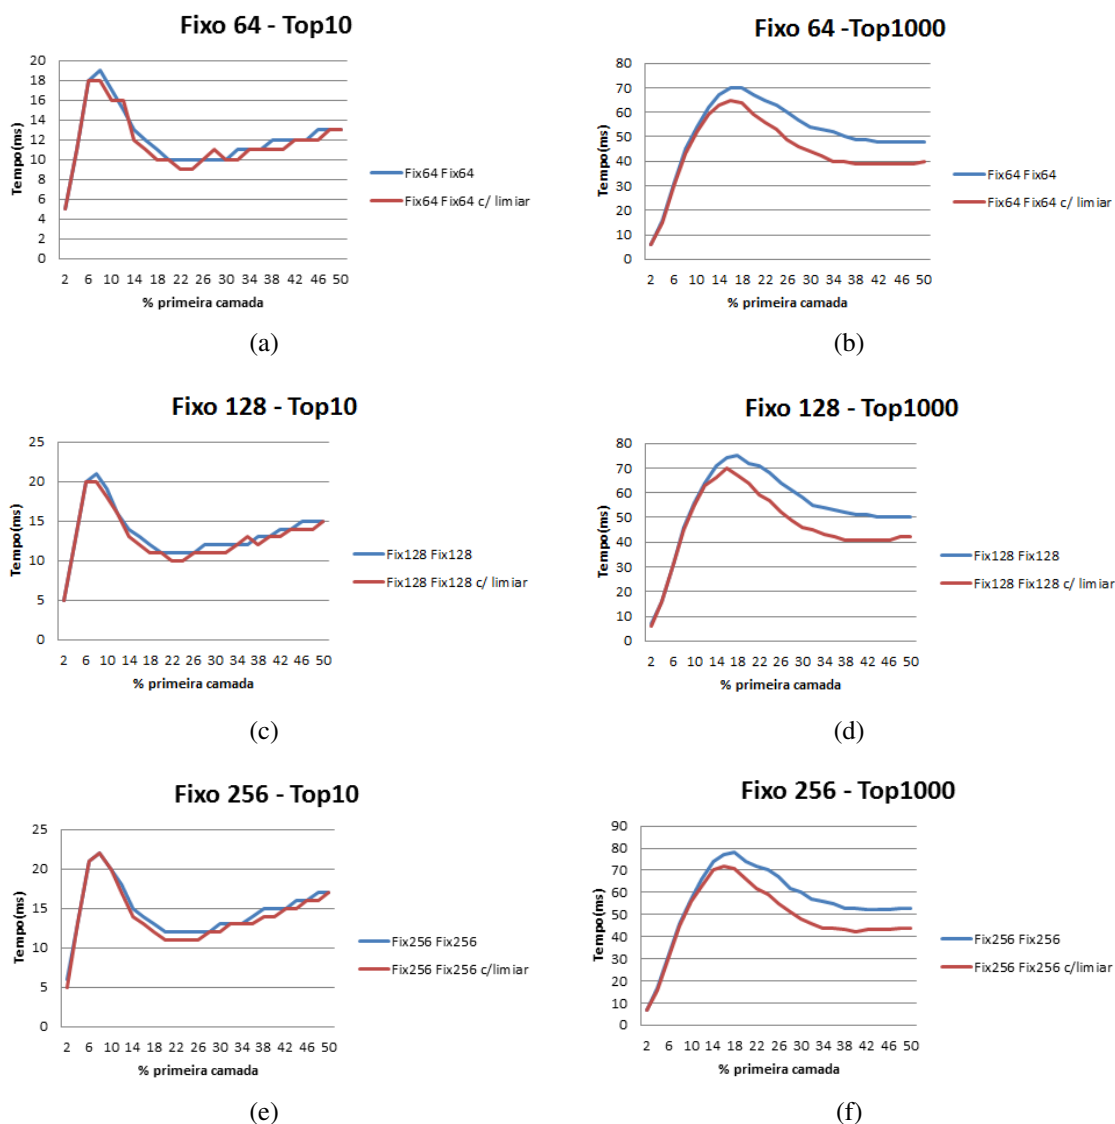 Fixo 64 - Top10
20
18
16
14
12
10
8
6
4
2
0
Tempo(ms)
2 6 10 14 18 22 26 30 34 38 42 46 50
% primeira camada
Fix64 Fix64
Fix64 Fix64 c/ limiar
(a)
Fixo 64 -Top1000
80
70
60
50
40
30
20
10
0
Tempo(ms)
2 6 10 14 18 22 26 30 34 38 42 46 50
% primeira camada
Fix64 Fix64
Fix64 Fix64 c/ limiar
(b)
Fixo 128 - Top10
25
20
15
10
5
0
Tempo(ms)
2 6 10 14 18 22 26 30 34 38 42 46 50
% primeira camada
Fix128 Fix128
Fix128 Fix128 c/ limiar
(c)
Fixo 128 - Top1000
80
70
60
50
40
30
20
10
0
Tempo(ms)
2 6 10 14 18 22 26 30 34 38 42 46 50
% primeira camada
Fix128 Fix128
Fix128 Fix128 c/ limiar
(d)
Fixo 256 - Top10
25
20
15
10
5
0
Tempo(ms)
2 6 10 14 18 22 26 30 34 38 42 46 50
% primeira camada
Fix256 Fix256
Fix256 Fix256 c/limiar
(e)
Fixo 256 - Top1000
90
80
70
60
50
40
30
20
10
0
Tempo(ms)
2 6 10 14 18 22 26 30 34 38 42 46 50
% primeira camada
Fix256 Fix256
Fix256 Fix256 c/limiar
(f)